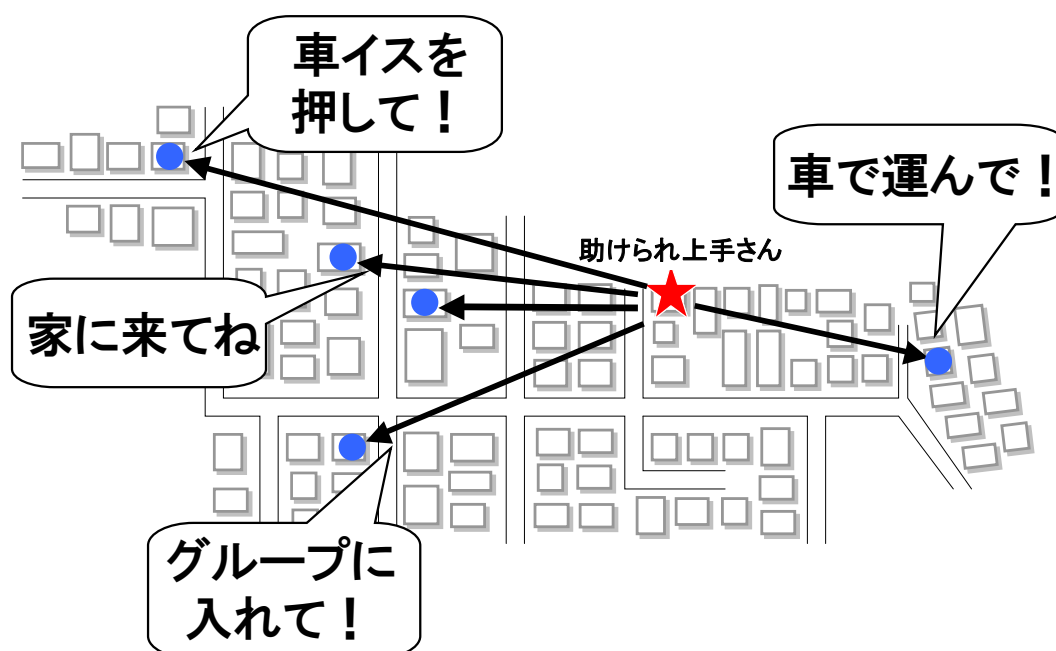 車イスを
押して！
車で運んで！
助けられ上手さん
家に来てね
グループに
入れて！